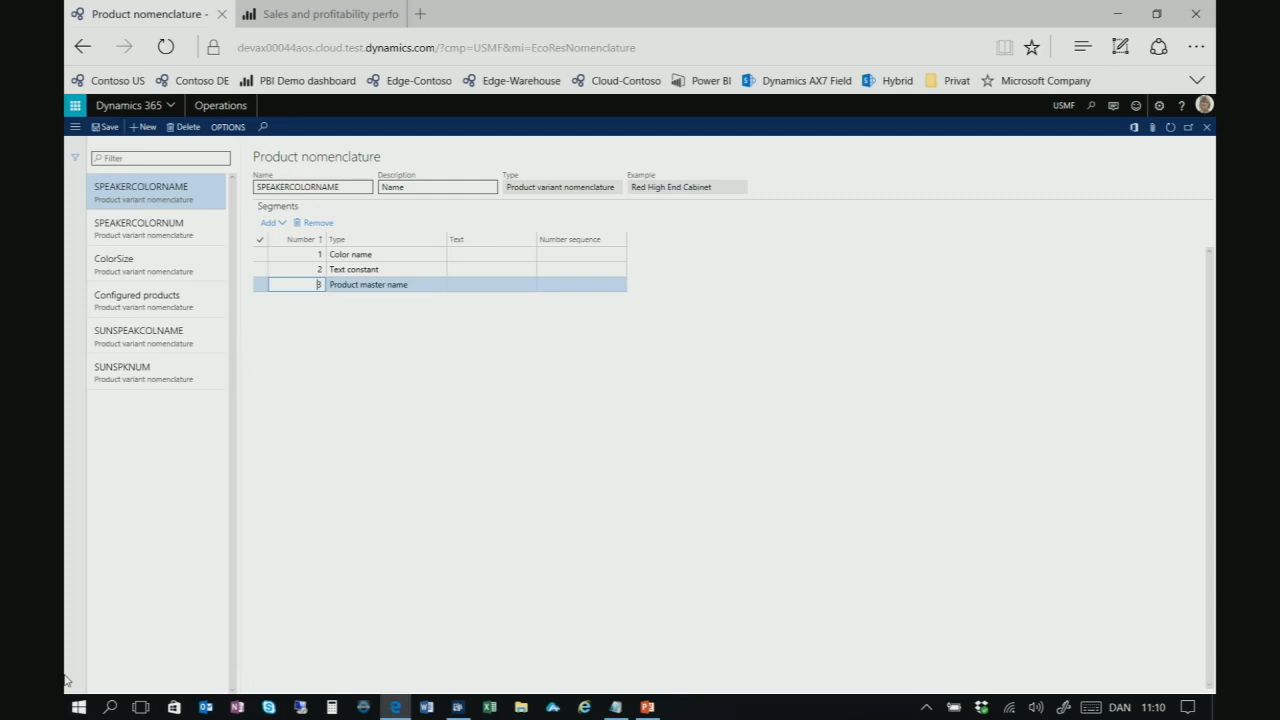 Product nomenclature -
Sales and profitability perfo
devax00044aos.cloud.test.dynamics.com/?cmp=USMF&mi=EcoResNomenclature
Contoso US
Contoso DE
PBI Demo dashboard
Edge-Contoso
Edge-Warehouse
Cloud-Contoso
Power BI
Dynamics AX7 Field
Hybrid
Privat
Microsoft Company
Dynamics 365
Operations
USMF
Save
New
Delete
OPTIONS
Filter
SPEAKERCOLORNAME
Product variant nomenclature
SPEAKERCOLORNUM
Product variant nomenclature
ColorSize
Product variant nomenclature
Configured products
Product variant nomenclature
SUNSPEAKCOLNAME
Product variant nomenclature
SUNSPKNUM
Product variant nomenclature
Product nomenclature
Name Description Type Example
SPEAKERCOLORNAME Name Product variant nomenclature Red High End Cabinet
Segments
Add Remove
Number Type Text Number sequence
1 Color name
2 Text constant
3 Product master name
DAN 11:10